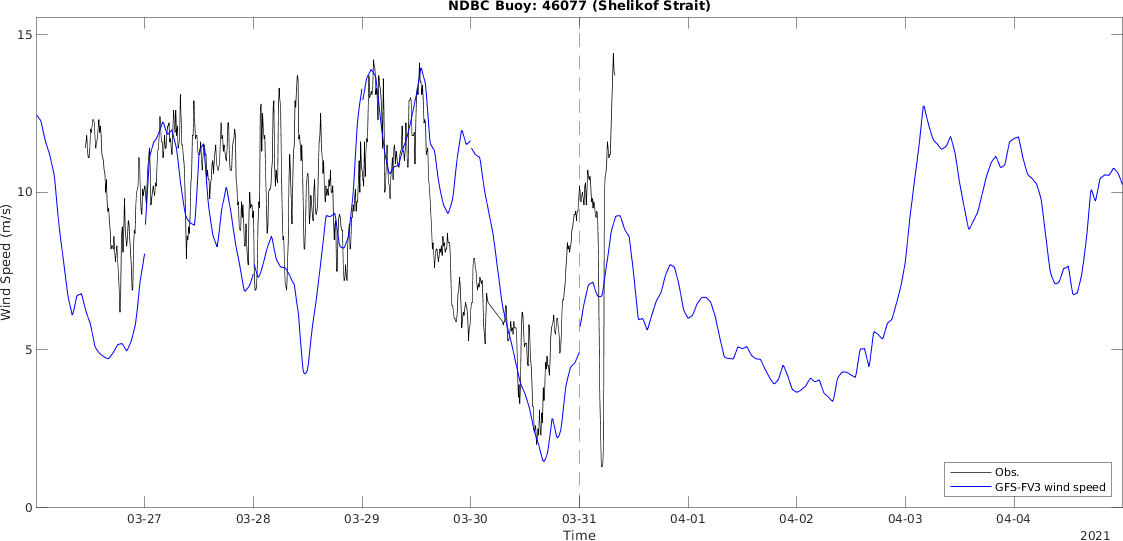 NDBC Buoy: 46077 (Shelikof Strait)
15
10
5
0
Wind Speed (m/s)
03-27 03-28 03-29 03-30 03-31 04-01 04-02 04-03 04-04
Time
2021
Obs.
GFS-FV3 wind speed